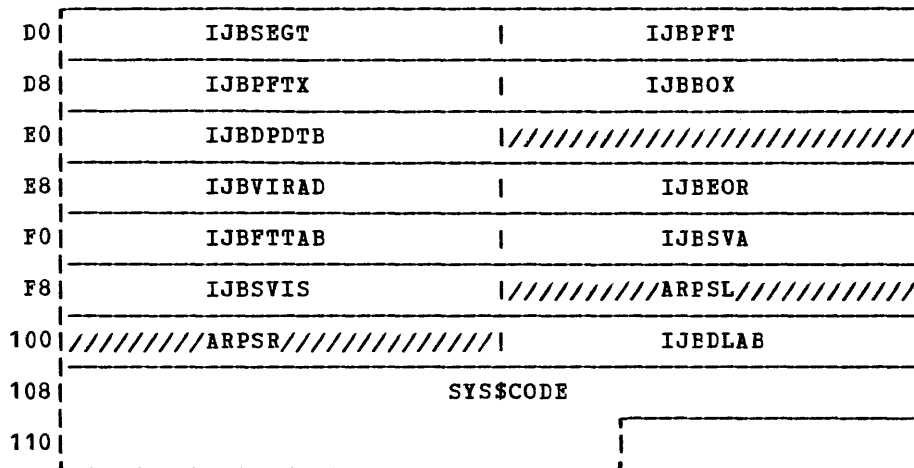 D0 | IJBSEGT | IJBPFT
D8 | IJBPFTX | IJBBOX
E0 | IJBDPDTB |/////////////////////////
E8 | IJBVIRAD | IJBEOR
F0 | IJBFTTAB | IJBSVA
F8 | IJBSVIS |//////////ARPSL///////////
100 |/////////ARPSR//////////////| IJBDLAB
108 | SYS$CODE
110 |